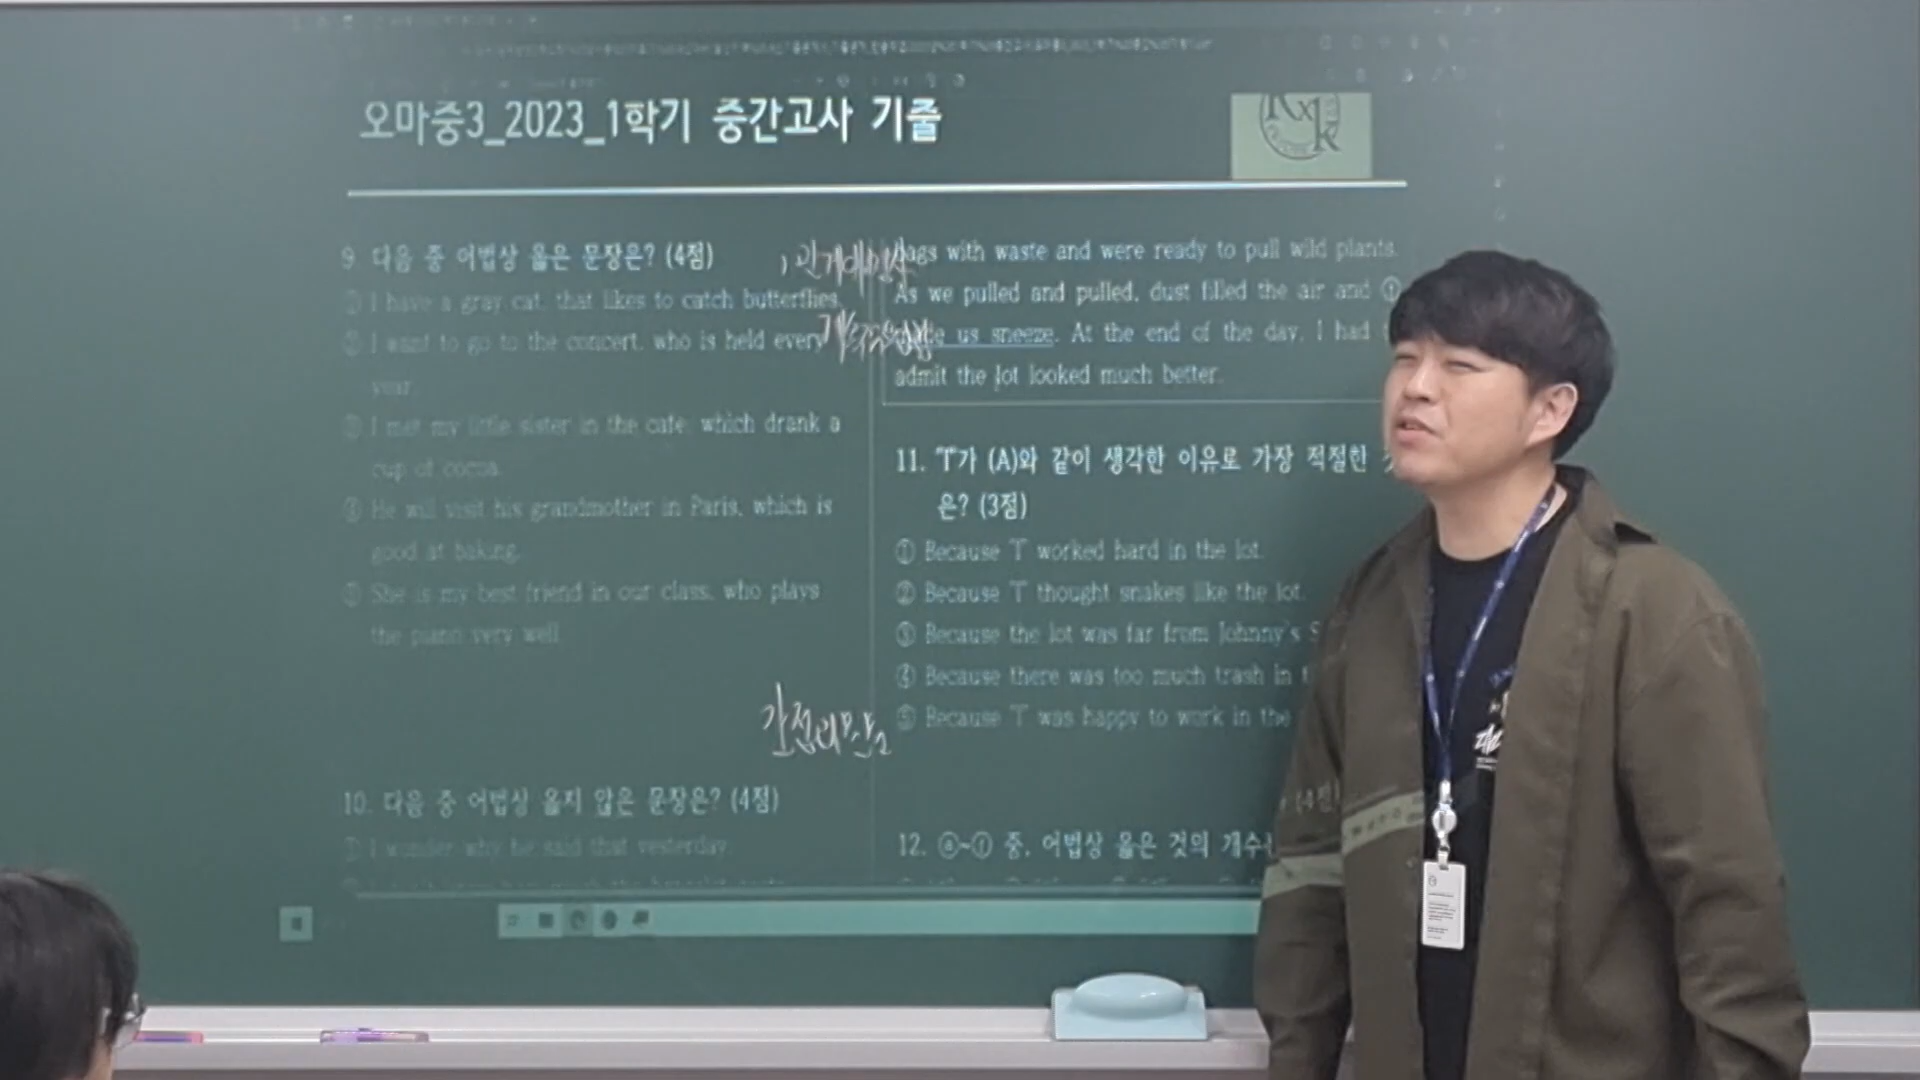 오마중3_2023_1학기 중간고사 기출
9 다음 중 어법상 옳은 문장은? (4점)
① I have a gray cat, that likes to catch butterflies.
② I want to go to the concert, who is held every
year.
③ I met my little sister in the cafe, which drank a
cup of cocoa.
④ He will visit his grandmother in Paris, which is
good at baking.
⑤ She is my best friend in our class, who plays
the piano very well.
간접의문문
10. 다음 중 어법상 옳지 않은 문장은? (4점)
① I wonder why he said that yesterday.
bags with waste and were ready to pull wild plants.
As we pulled and pulled, dust filled the air and
us sneeze. At the end of the day, I had
admit the lot looked much better.
11. "I"가 (A)와 같이 생각한 이유로 가장 적절한
은? (3점)
① Because "I" worked hard in the lot.
② Because "I" thought snakes like the lot.
③ Because the lot was far from Johnny's S
④ Because there was too much trash in t
⑤ Because "I" was happy to work in the
12. ⓐ~ⓕ 중, 어법상 옳은 것의 개수는